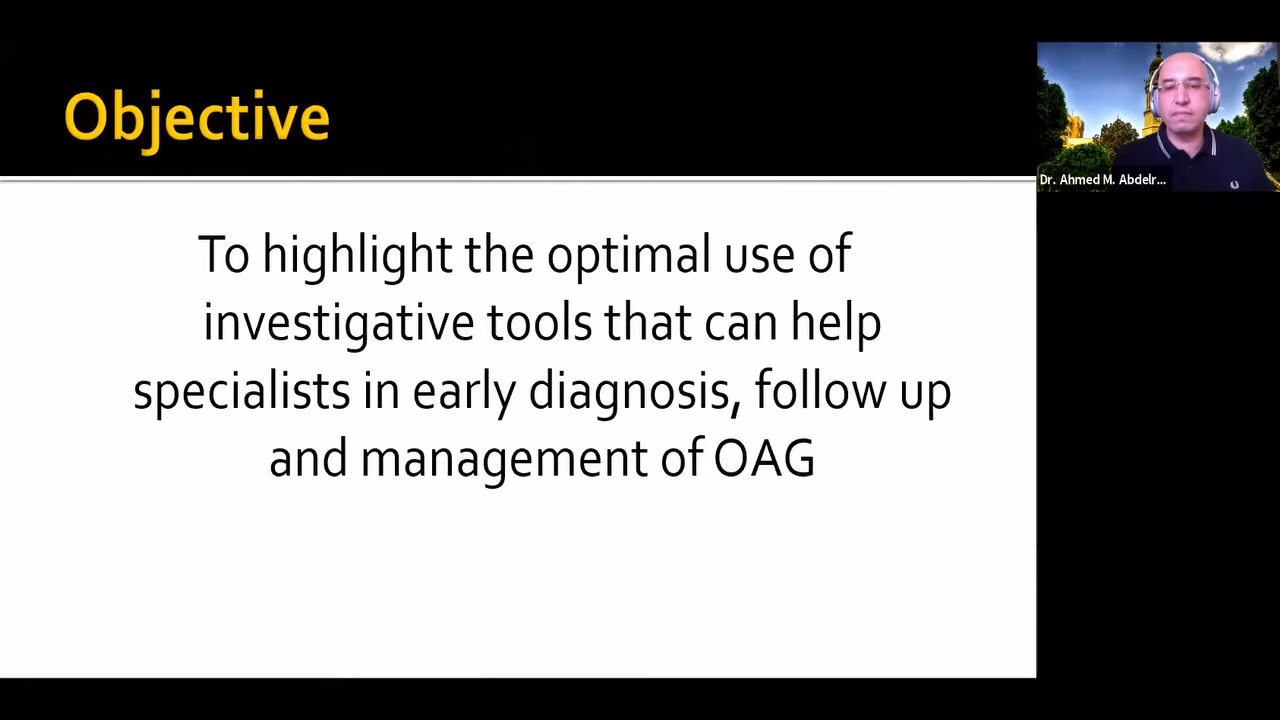 Objective
To highlight the optimal use of
investigative tools that can help
specialists in early diagnosis, follow up
and management of OAG
Dr. Ahmed M. Abdelr...